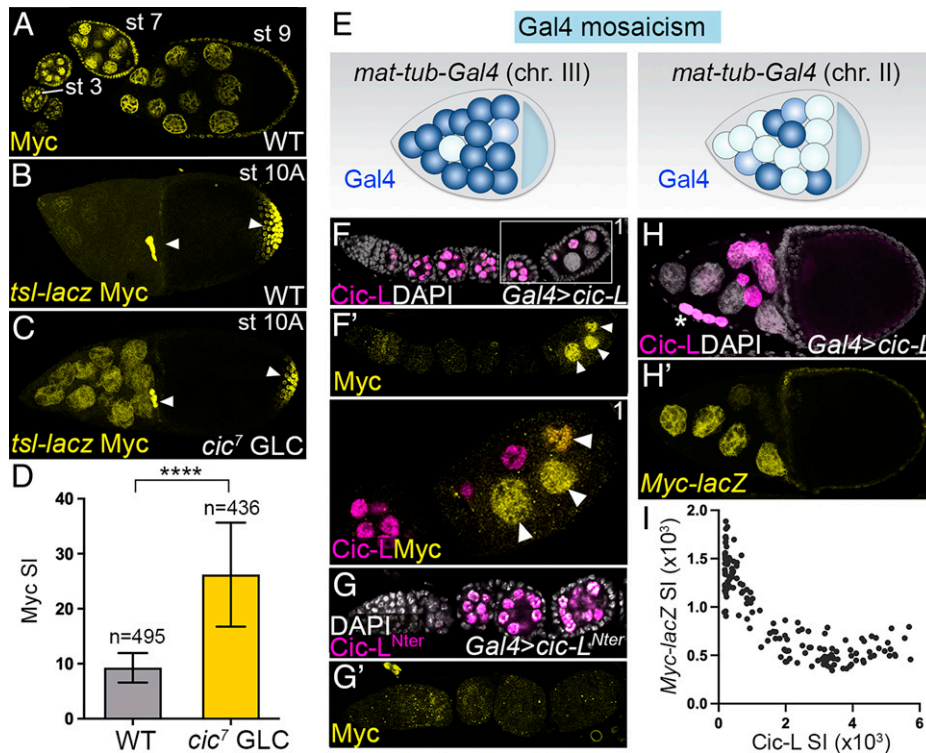 A
st 7
st 9
st 3
Myc
WT
B
st 10A
tsl-lacz Myc
WT
C
st 10A
tsl-lacz Myc
cic⁷ GLC
D
****
n=436
n=495
Myc SI
40
30
20
10
0
WT
cic⁷ GLC
E
Gal4 mosaicism
mat-tub-Gal4 (chr. III)
mat-tub-Gal4 (chr. II)
Gal4
Gal4
F
1
Cic-L DAPI
Gal4>cic-L
F'
Myc
1
Cic-L Myc
G
DAPI
Cic-L^Nter
Gal4>cic-L^Nter
G'
Myc
H
*
Cic-L DAPI
Gal4>cic-L
H'
Myc-lacZ
I
Myc-lacZ SI (x10³)
2.0
1.5
1.0
0.5
0
0
2
4
6
Cic-L SI (x10³)